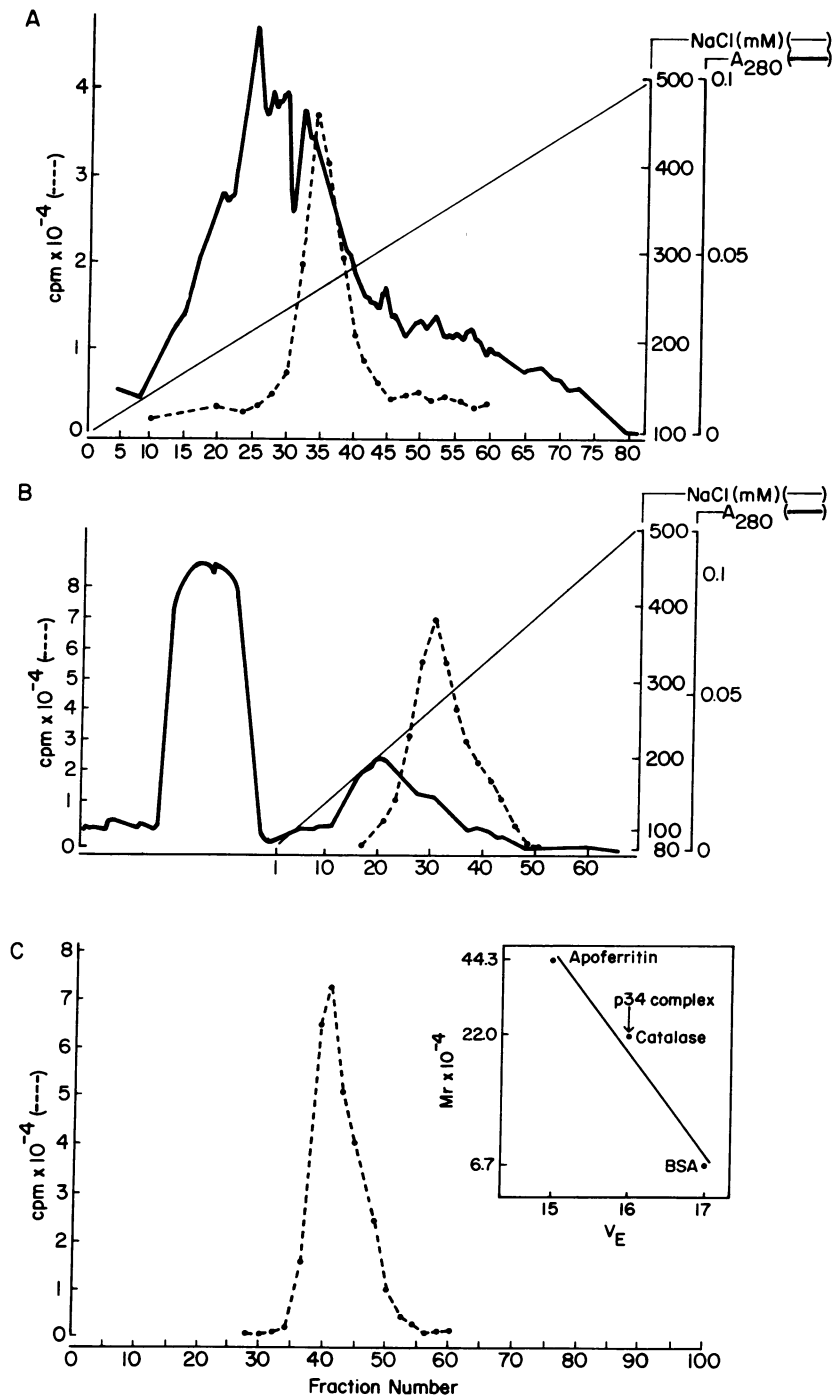 A
NaCl (mM) (——)
A280 (——)
cpm x 10-4 (----)
4
3
2
1
0
500
400
300
200
100
0.1
0.05
0
0 5 10 15 20 25 30 35 40 45 50 55 60 65 70 75 80
B
NaCl (mM) (——)
A280 (——)
cpm x 10-4 (----)
8
7
6
5
4
3
2
1
0
500
400
300
200
100
80
0.1
0.05
0
1 10 20 30 40 50 60
C
cpm x 10-4 (----)
8
7
6
5
4
3
2
1
0
0 10 20 30 40 50 60 70 80 90 100
Fraction Number
Mr x 10-4
44.3
22.0
6.7
Apoferritin
p34 complex
Catalase
BSA
15 16 17
VE